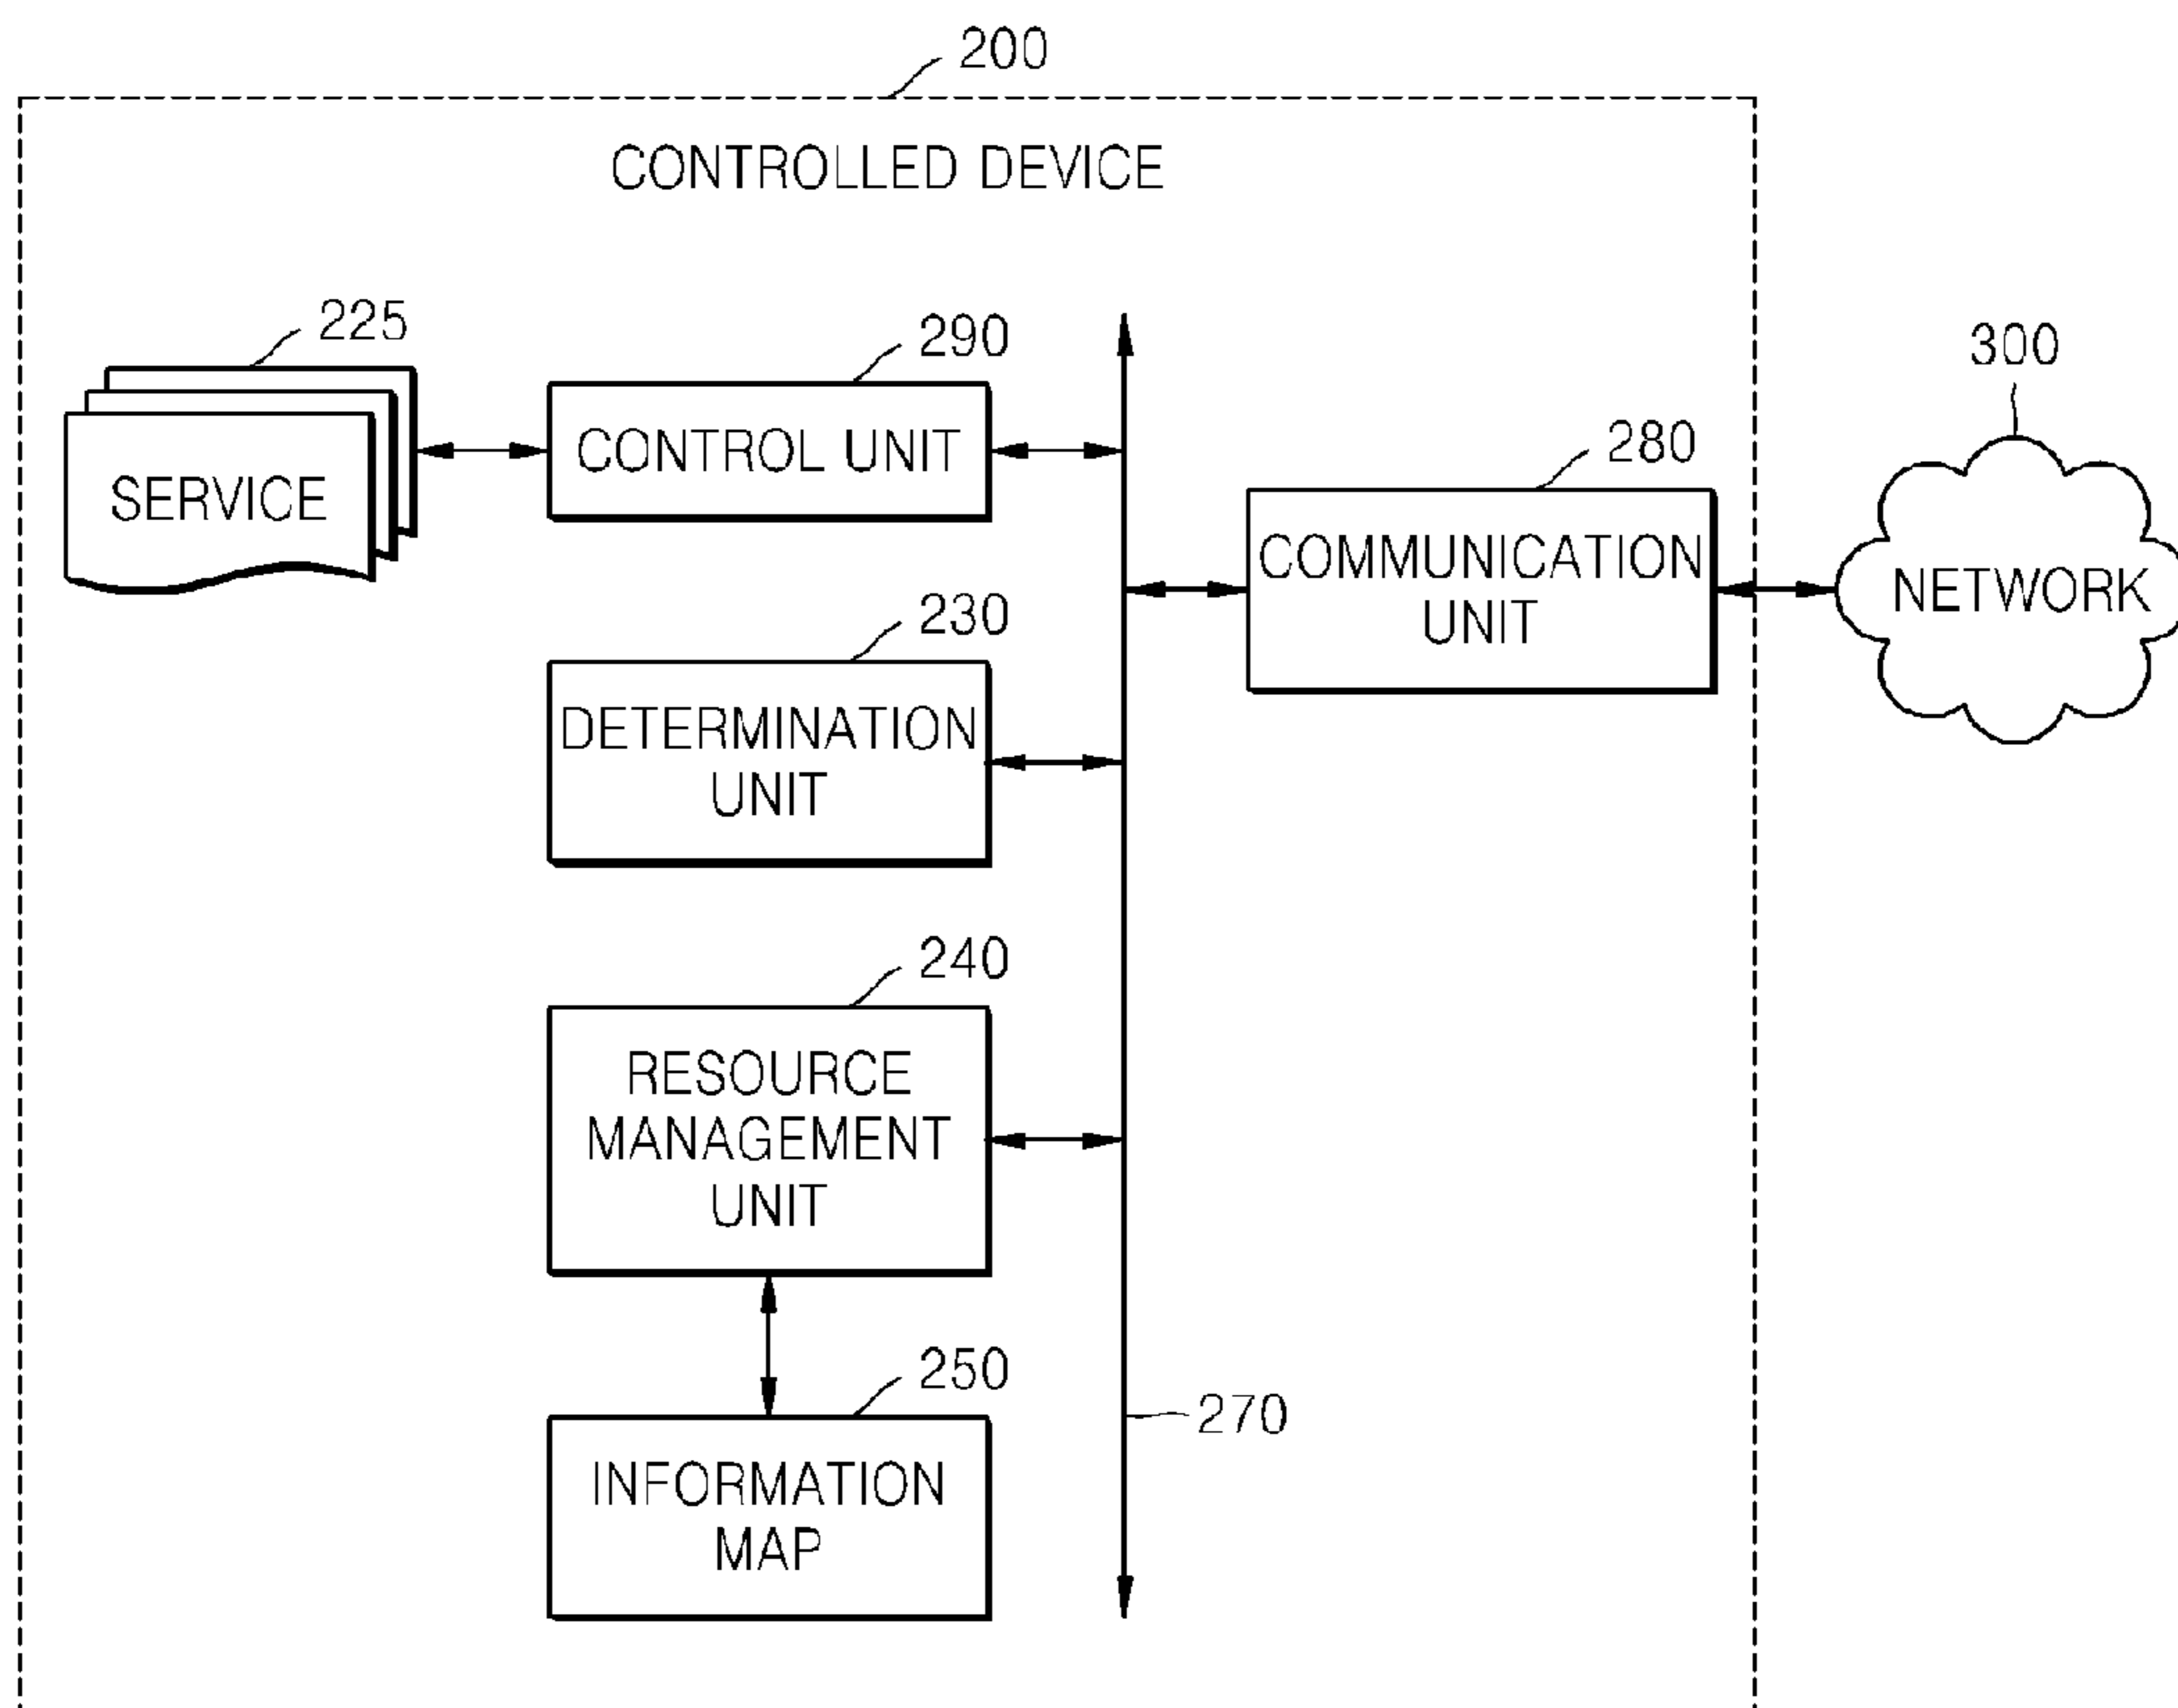 200
CONTROLLED DEVICE
225
SERVICE
290
CONTROL UNIT
300
NETWORK
280
COMMUNICATION
UNIT
230
DETERMINATION
UNIT
240
RESOURCE
MANAGEMENT
UNIT
250
INFORMATION
MAP
270